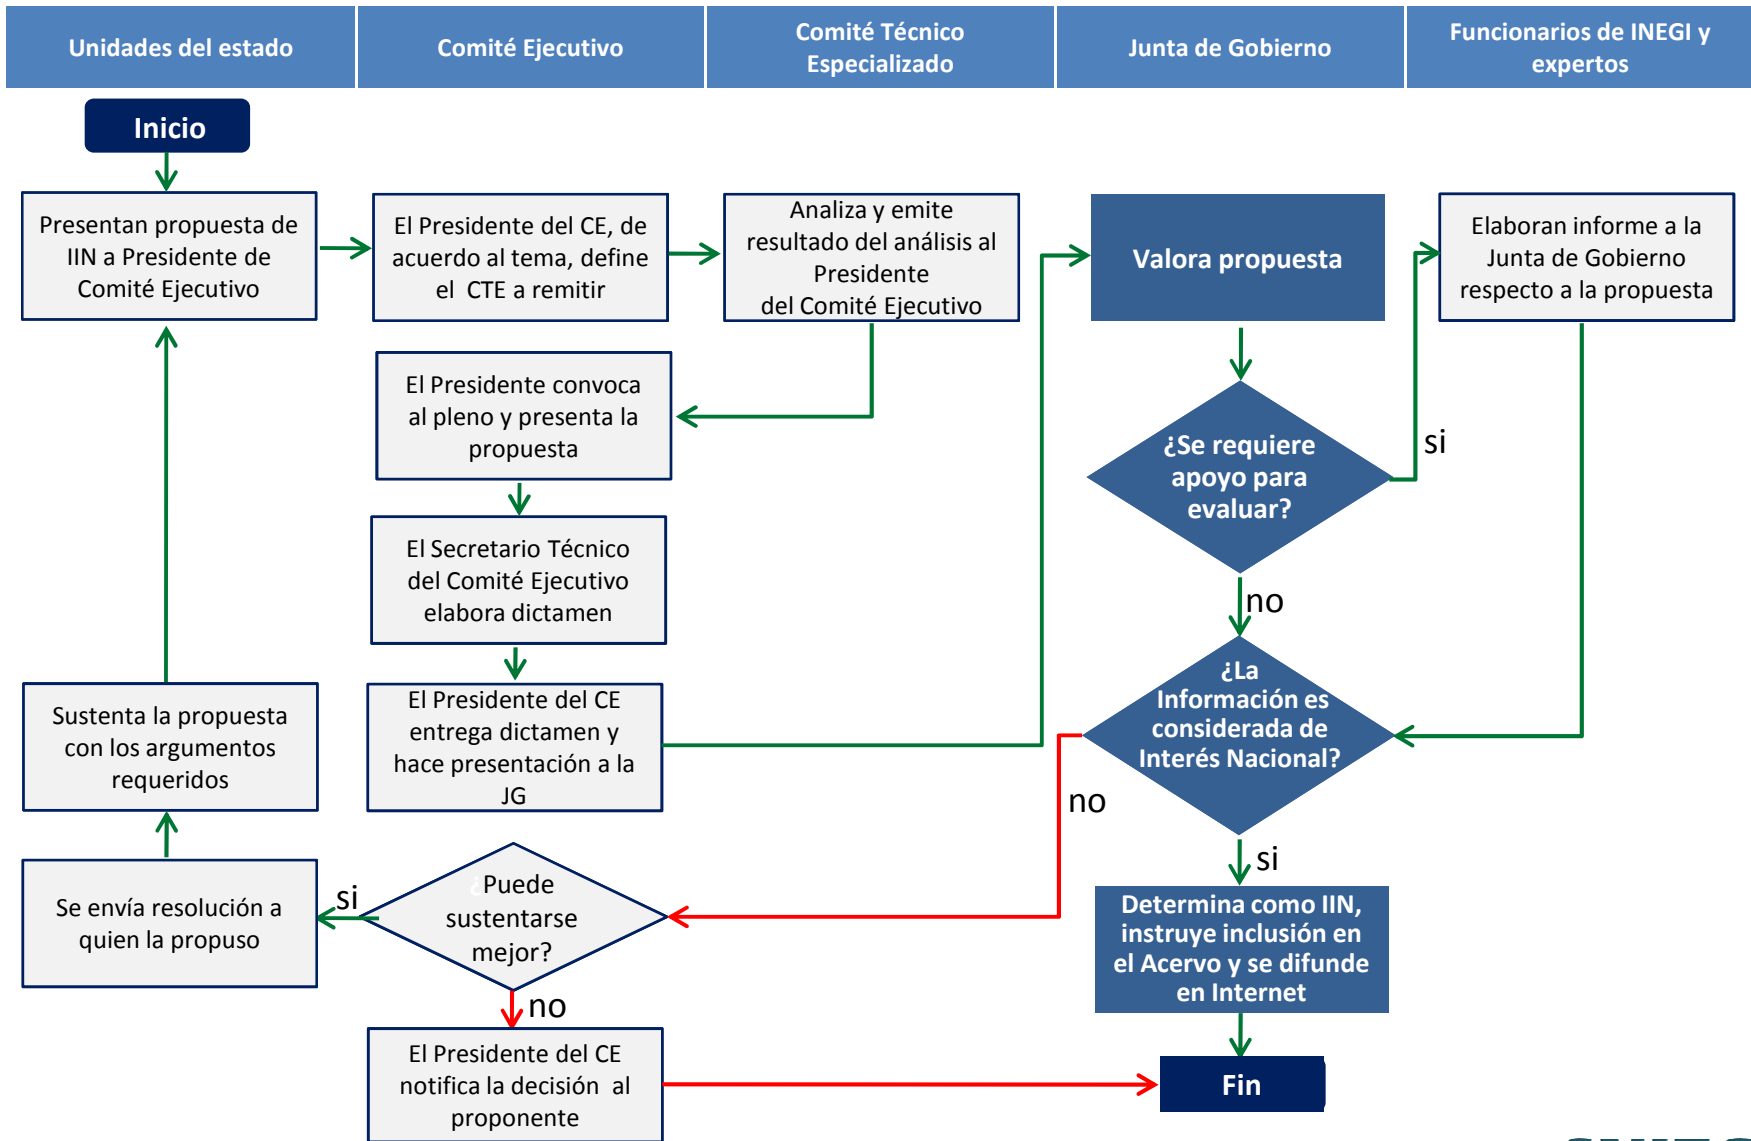 Unidades del estado
Comité Ejecutivo
Comité Técnico
Especializado
Junta de Gobierno
Funcionarios de INEGI y
expertos
Inicio
Presentan propuesta de
IIN a Presidente de
Comité Ejecutivo
El Presidente del CE, de
acuerdo al tema, define
el CTE a remitir
Analiza y emite
resultado del análisis al
Presidente
del Comité Ejecutivo
Valora propuesta
Elaboran informe a la
Junta de Gobierno
respecto a la propuesta
El Presidente convoca
al pleno y presenta la
propuesta
¿Se requiere
apoyo para
evaluar?
si
no
El Secretario Técnico
del Comité Ejecutivo
elabora dictamen
El Presidente del CE
entrega dictamen y
hace presentación a la
JG
¿La
Información es
considerada de
Interés Nacional?
no
si
Sustenta la propuesta
con los argumentos
requeridos
Se envía resolución a
quien la propuso
si
¿Puede
sustentarse
mejor?
no
Determina como IIN,
instruye inclusión en
el Acervo y se difunde
en Internet
El Presidente del CE
notifica la decisión al
proponente
Fin